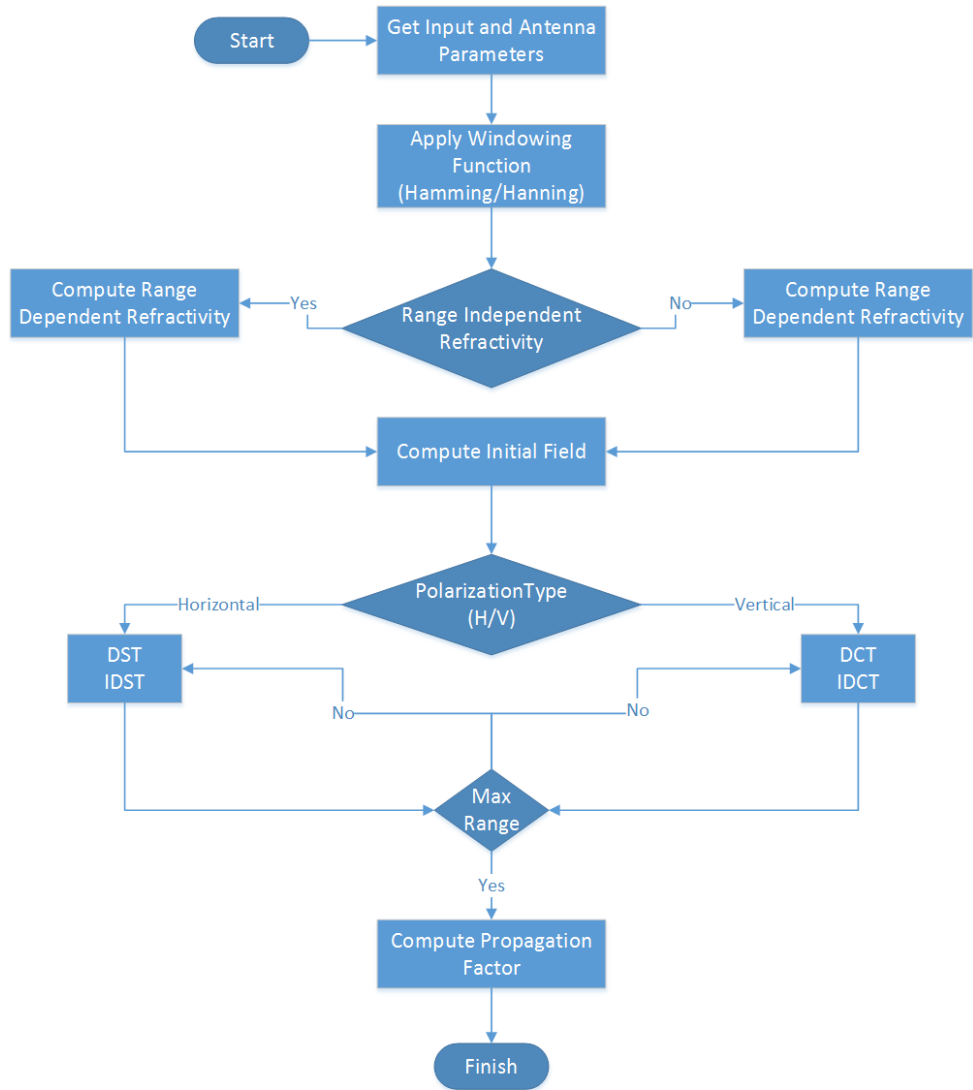 Start
Get Input and Antenna
Parameters
Apply Windowing
Function
(Hamming/Hanning)
Compute Range
Dependent Refractivity
Yes
Range Independent
Refractivity
No
Compute Range
Dependent Refractivity
Compute Initial Field
Horizontal
PolarizationType
(H/V)
Vertical
DST
IDST
DCT
IDCT
No
No
Max
Range
Yes
Compute Propagation
Factor
Finish